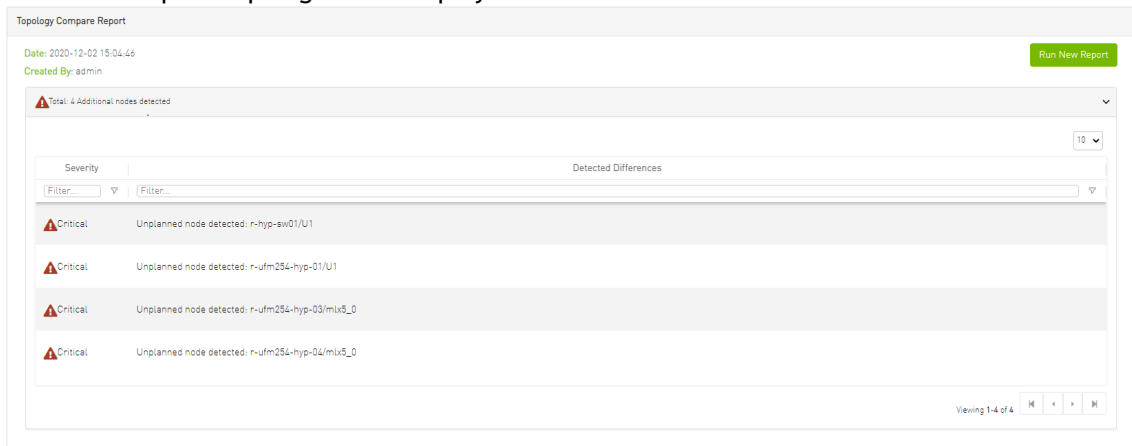 Topology Compare Report
Date: 2020-12-02 15:04:46
Run New Report
Created By: admin
Total: 4 Additional nodes detected
10
Severity
Detected Differences
Filter...
Filter...
Critical
Unplanned node detected: r-hyp-sw01/U1
Critical
Unplanned node detected: r-ufm254-hyp-01/U1
Critical
Unplanned node detected: r-ufm254-hyp-03/mlx5_0
Critical
Unplanned node detected: r-ufm254-hyp-04/mlx5_0
Viewing 1-4 of 4